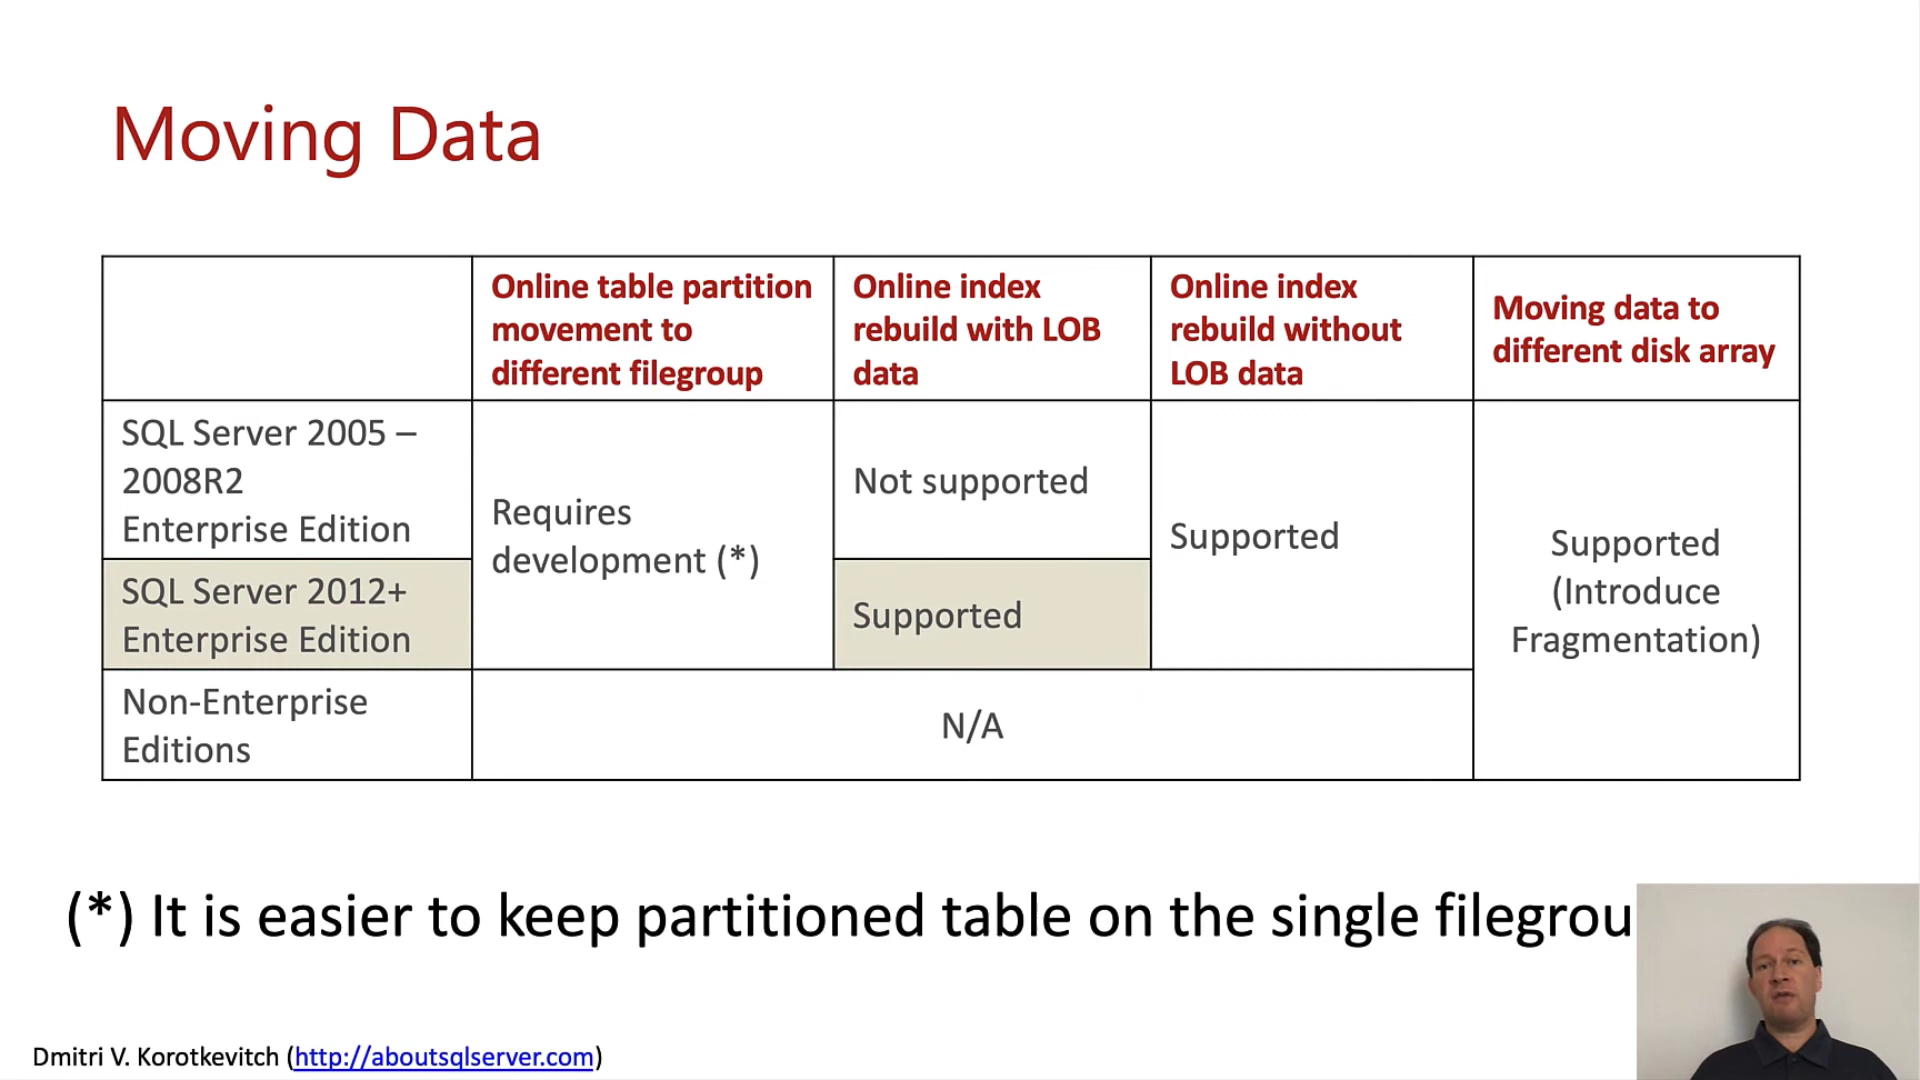 Moving Data
Online table partition
movement to
different filegroup
Online index
rebuild with LOB
data
Online index
rebuild without
LOB data
Moving data to
different disk array
SQL Server 2005 –
2008R2
Enterprise Edition
Requires
development (*)
Not supported
Supported
Supported
(Introduce
Fragmentation)
SQL Server 2012+
Enterprise Edition
Supported
Non-Enterprise
Editions
N/A
(*) It is easier to keep partitioned table on the single filegrou
Dmitri V. Korotkevitch (http://aboutsqlserver.com)